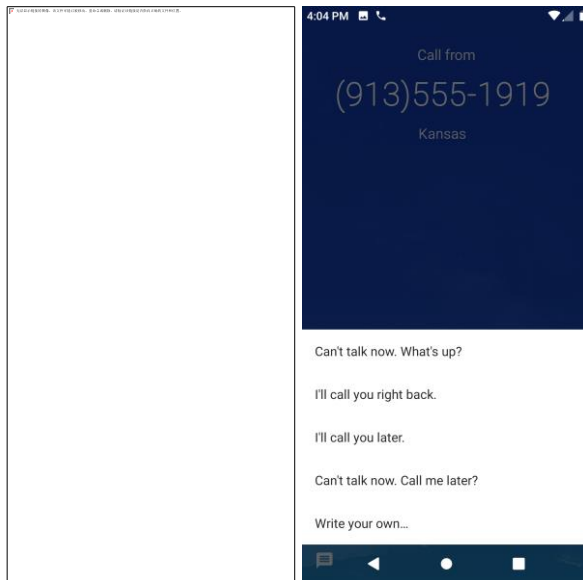 4:04 PM
Call from
(913)555-1919
Kansas
Can't talk now. What's up?
I'll call you right back.
I'll call you later.
Can't talk now. Call me later?
Write your own...